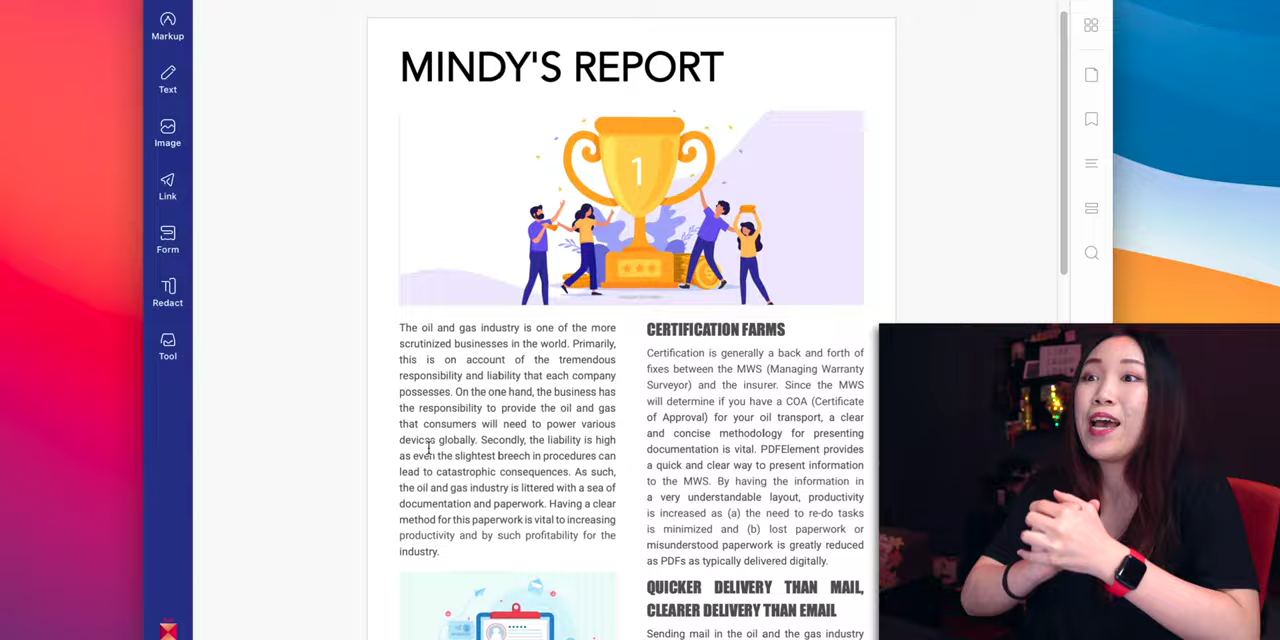 Markup
Text
Image
Link
Form
Redact
Tool
MINDY'S REPORT
1
The oil and gas industry is one of the more
scrutinized businesses in the world. Primarily,
this is on account of the tremendous
responsibility and liability that each company
possesses. On the one hand, the business has
the responsibility to provide the oil and gas
that consumers will need to power various
devices globally. Secondly, the liability is high
as even the slightest breech in procedures can
lead to catastrophic consequences. As such,
the oil and gas industry is littered with a sea of
documentation and paperwork. Having a clear
method for this paperwork is vital to increasing
productivity and by such profitability for the
industry.
CERTIFICATION FARMS
Certification is generally a back and forth of
fixes between the MWS (Managing Warranty
Surveyor) and the insurer. Since the MWS
will determine if you have a COA (Certificate
of Approval) for your oil transport, a clear
and concise methodology for presenting
documentation is vital. PDFElement provides
a quick and clear way to present information
to the MWS. By having the information in
a very understandable layout, productivity
is increased as (a) the need to re-do tasks
is minimized and (b) lost paperwork or
misunderstood paperwork is greatly reduced
as PDFs as typically delivered digitally.
QUICKER DELIVERY THAN MAIL,
CLEARER DELIVERY THAN EMAIL
Sending mail in the oil and the gas industry